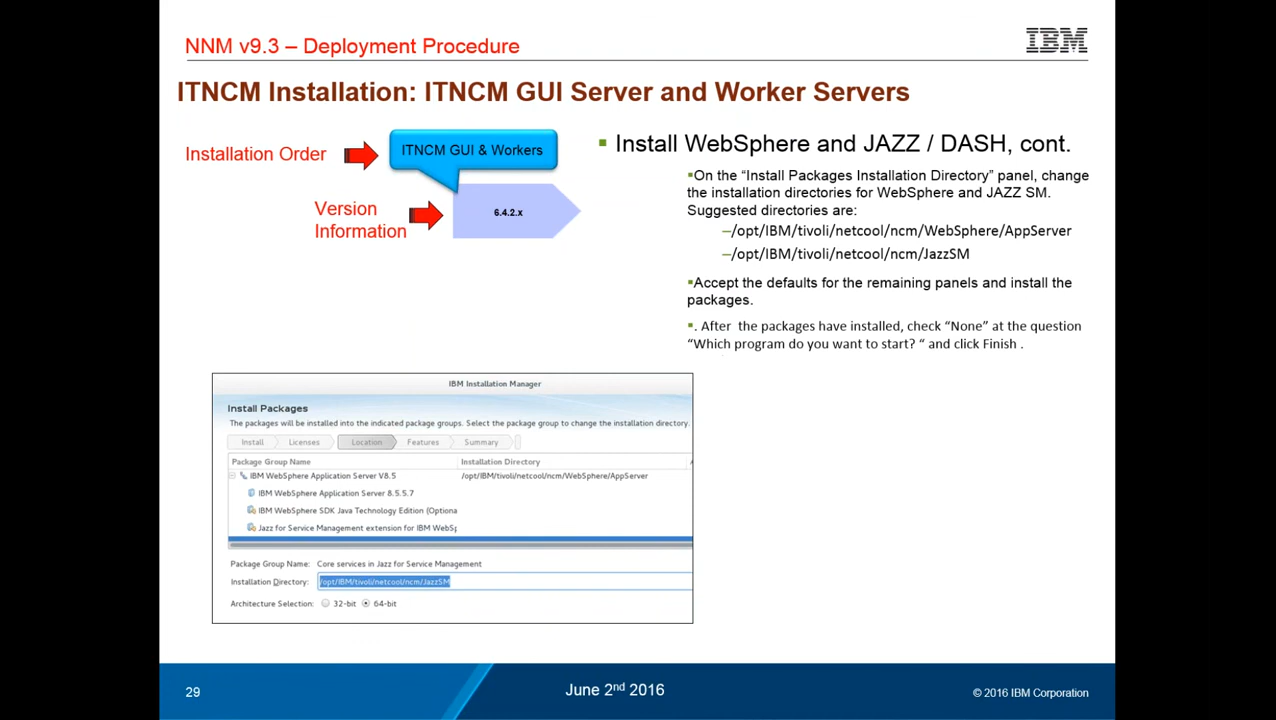 NNM v9.3 – Deployment Procedure
IBM
ITNCM Installation: ITNCM GUI Server and Worker Servers
Installation Order
ITNCM GUI & Workers
Version
Information
6.4.2.x
▪ Install WebSphere and JAZZ / DASH, cont.
▪On the “Install Packages Installation Directory” panel, change
the installation directories for WebSphere and JAZZ SM.
Suggested directories are:
–/opt/IBM/tivoli/netcool/ncm/WebSphere/AppServer
–/opt/IBM/tivoli/netcool/ncm/JazzSM
▪Accept the defaults for the remaining panels and install the
packages.
▪. After the packages have installed, check “None” at the question
“Which program do you want to start? “ and click Finish .
IBM Installation Manager
Install Packages
The packages will be installed into the indicated package groups. Select the package group to change the installation directory.
Install Licenses Location Features Summary
Package Group Name Installation Directory
IBM WebSphere Application Server V8.5 /opt/IBM/tivoli/netcool/ncm/WebSphere/AppServer
IBM WebSphere Application Server 8.5.5.7
IBM WebSphere SDK Java Technology Edition (Optiona
Jazz for Service Management extension for IBM WebSp
Package Group Name: Core services in Jazz for Service Management
Installation Directory: /opt/IBM/tivoli/netcool/ncm/JazzSM
Architecture Selection: 32-bit 64-bit
29
June 2nd 2016
© 2016 IBM Corporation